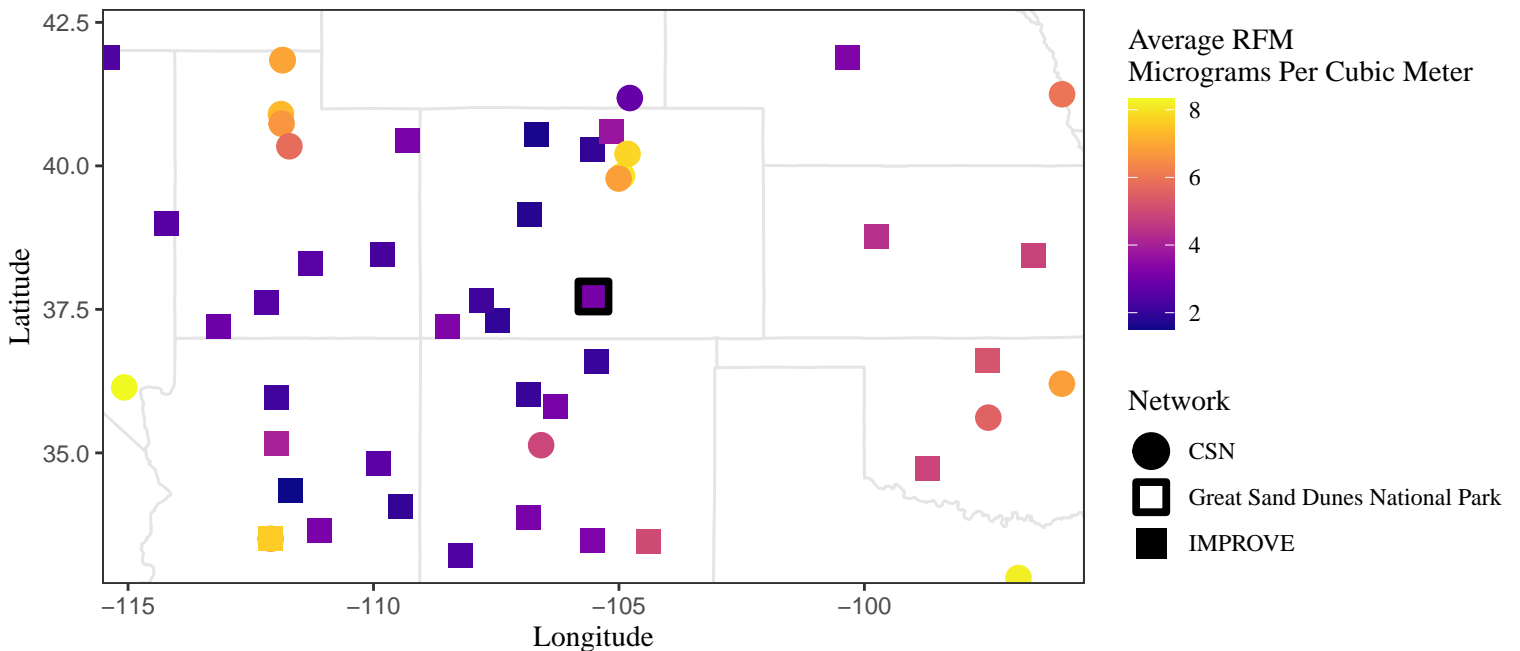 42.5
40.0
37.5
35.0
Latitude
−115
−110
−105
−100
Longitude
Average RFM
Micrograms Per Cubic Meter
8
6
4
2
Network
CSN
Great Sand Dunes National Park
IMPROVE